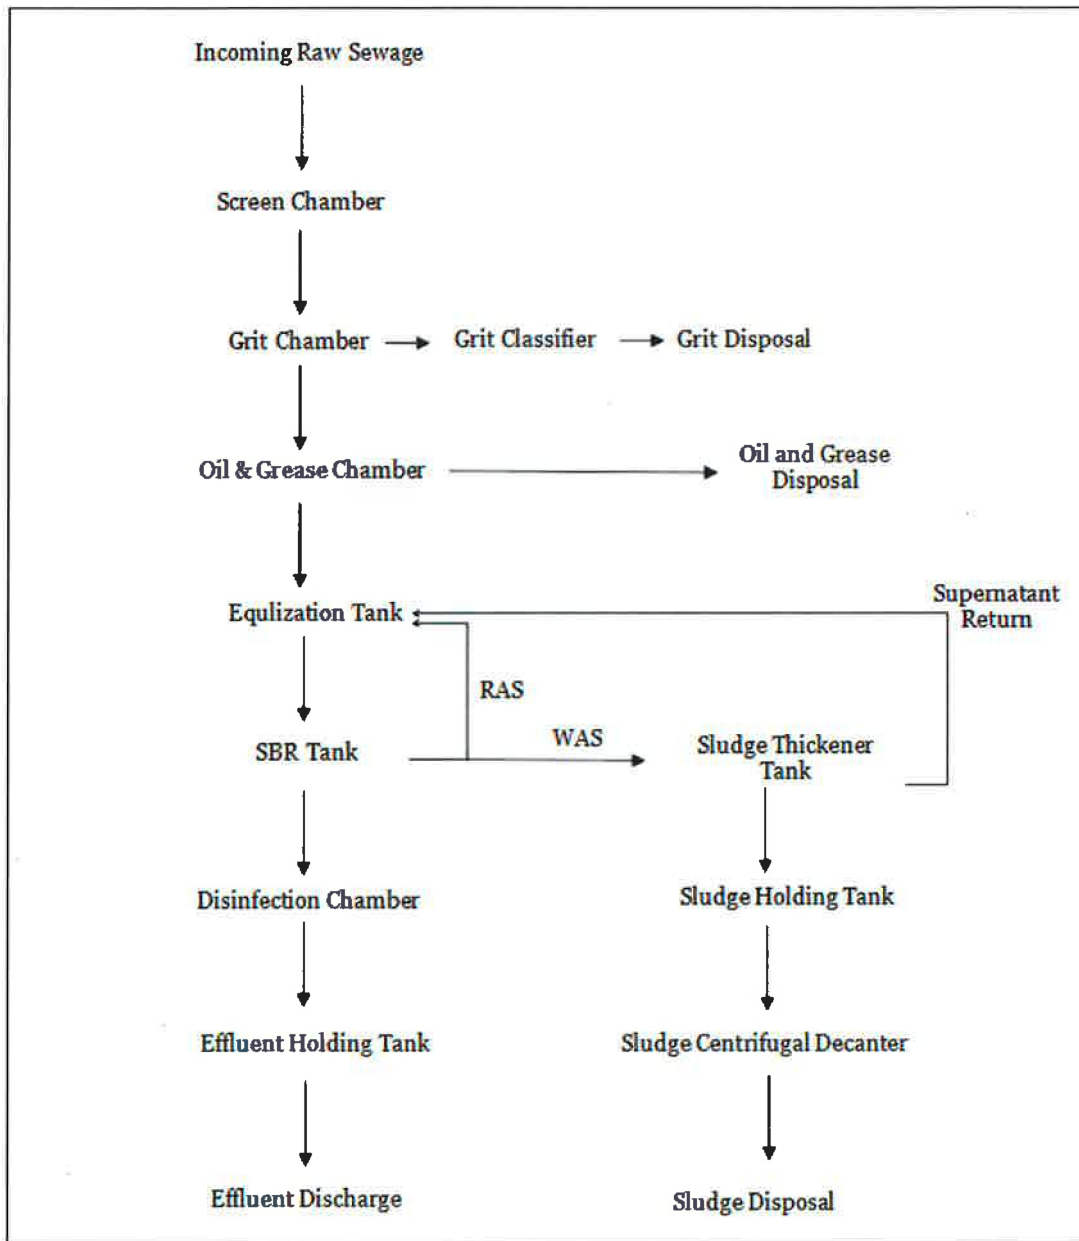 Incoming Raw Sewage
Screen Chamber
Grit Chamber
Grit Classifier
Grit Disposal
Oil & Grease Chamber
Oil and Grease
Disposal
Equlization Tank
Supernatant
Return
RAS
SBR Tank
WAS
Sludge Thickener
Tank
Disinfection Chamber
Sludge Holding Tank
Effluent Holding Tank
Sludge Centrifugal Decanter
Effluent Discharge
Sludge Disposal